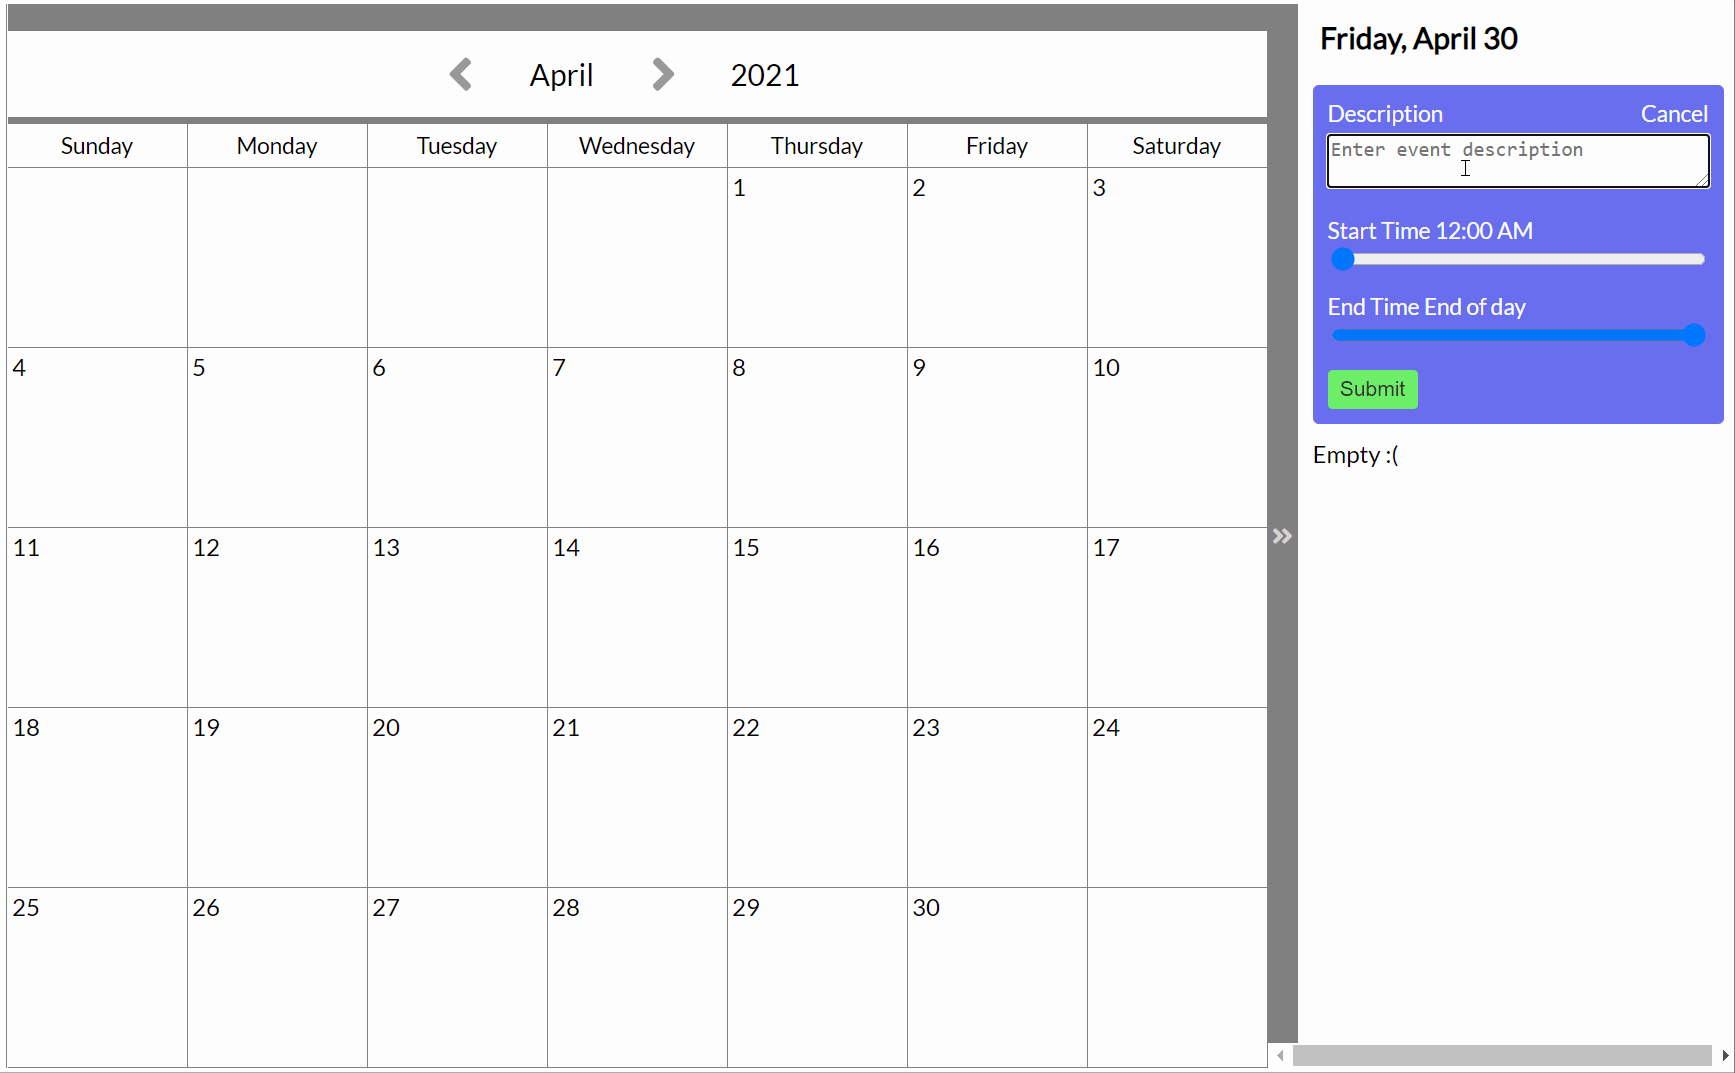 April 2021
Sunday Monday Tuesday Wednesday Thursday Friday Saturday
1 2 3
4 5 6 7 8 9 10
11 12 13 14 15 16 17
18 19 20 21 22 23 24
25 26 27 28 29 30
Friday, April 30
Description Cancel
Enter event description
Start Time 12:00 AM
End Time End of day
Submit
Empty :(